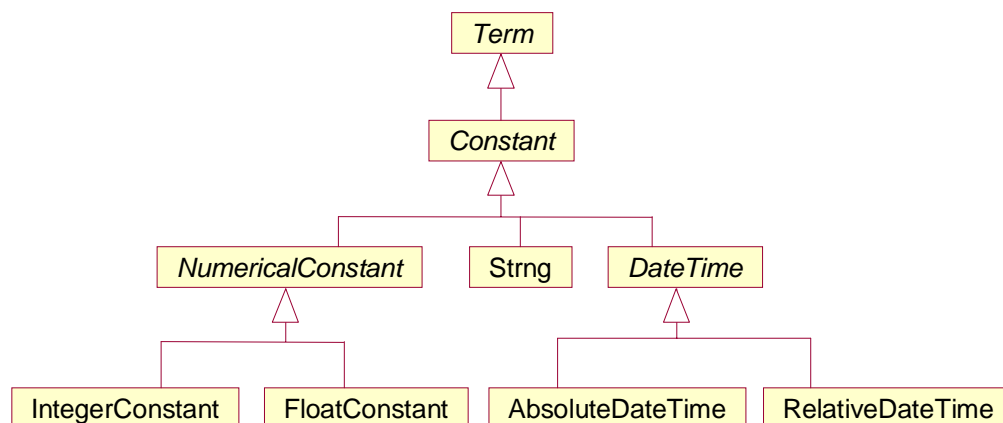 Term
Constant
NumericalConstant
Strng
DateTime
IntegerConstant
FloatConstant
AbsoluteDateTime
RelativeDateTime